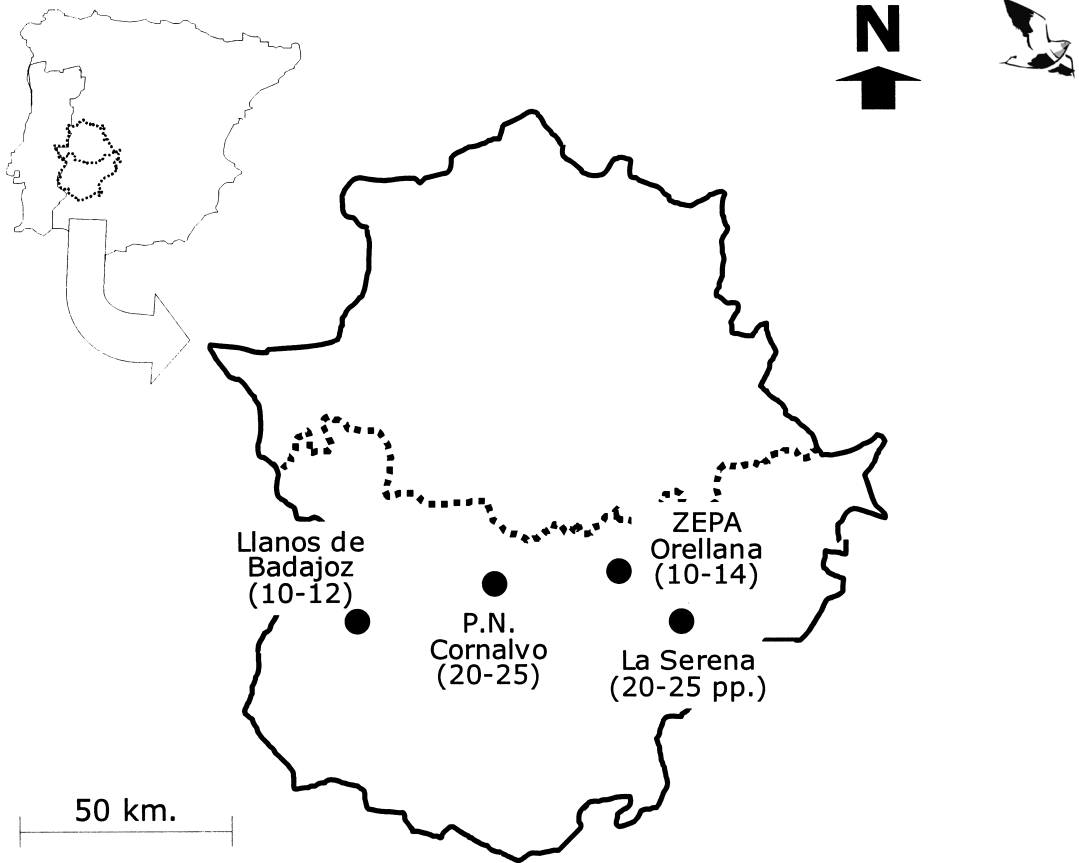 N
Llanos de
Badajoz
(10-12)
P.N.
Cornalvo
(20-25)
ZEPA
Orellana
(10-14)
La Serena
(20-25 pp.)
50 km.